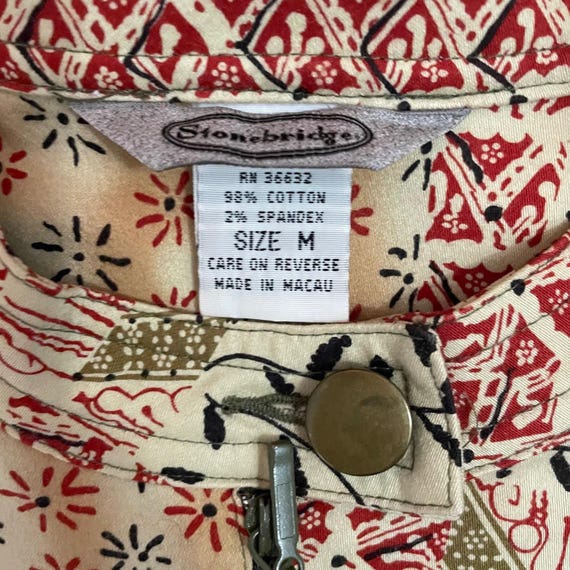 Stonebridge
RN 36632
98% COTTON
2% SPANDEX
SIZE M
CARE ON REVERSE
MADE IN MACAU